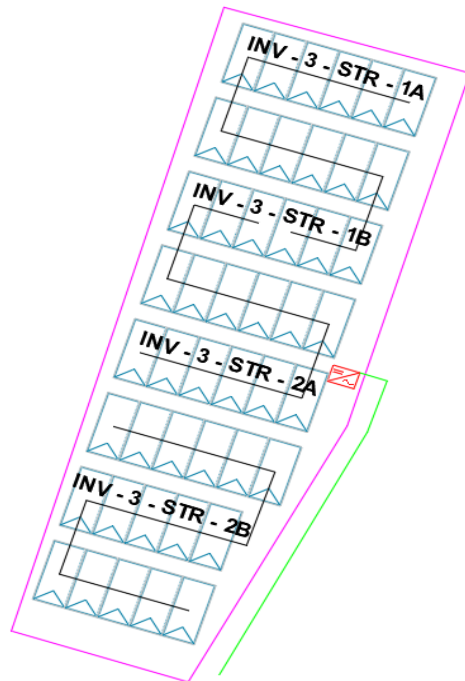 INV - 3 - STR - 1A
INV - 3 - STR - 1B
INV - 3 - STR - 2A
INV - 3 - STR - 2B